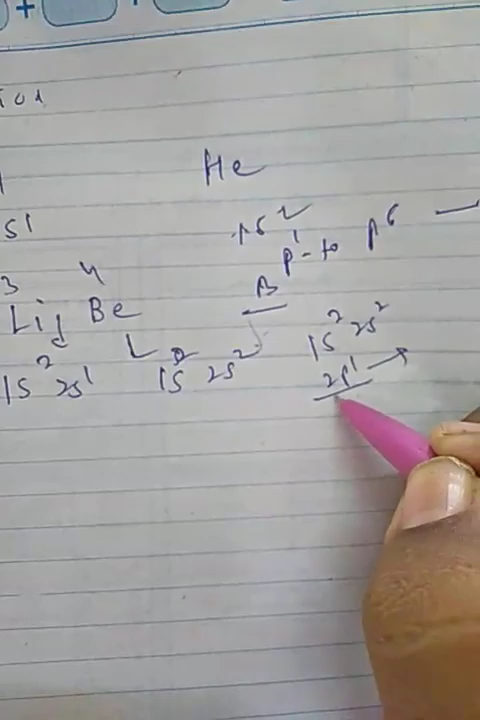 He
s1
1s2
p1 - to p6
3 4
Li Be B
1s2 2s1
1s2 2s2
1s2 2s2
2p1